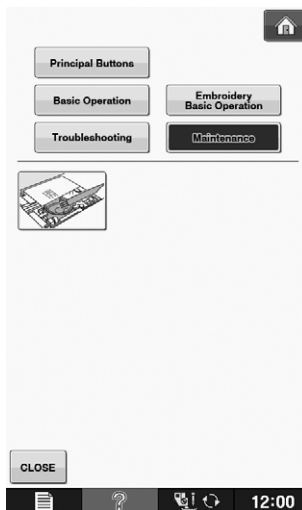 Principal Buttons
Basic Operation
Embroidery
Basic Operation
Troubleshooting
Maintenance
CLOSE
12:00